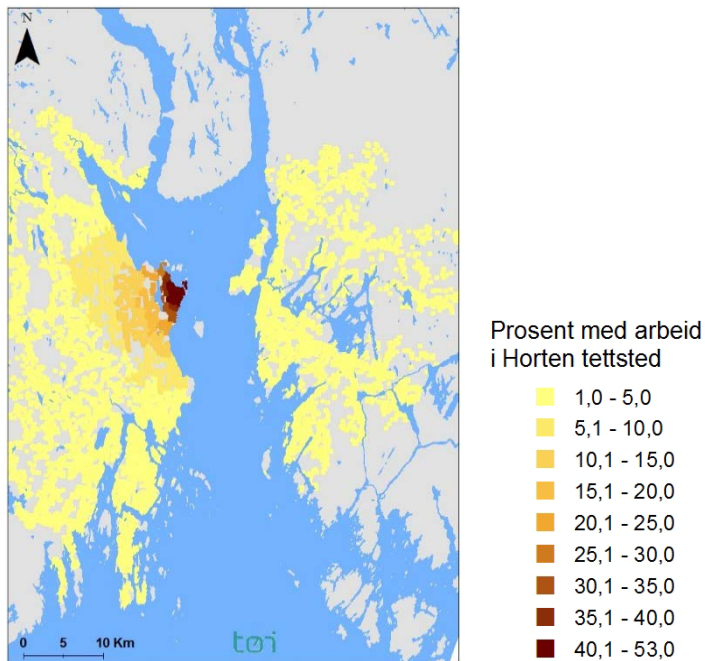 N
Prosent med arbeid
i Horten tettsted
1,0 - 5,0
5,1 - 10,0
10,1 - 15,0
15,1 - 20,0
20,1 - 25,0
25,1 - 30,0
30,1 - 35,0
35,1 - 40,0
40,1 - 53,0
0 5 10 Km
tøi